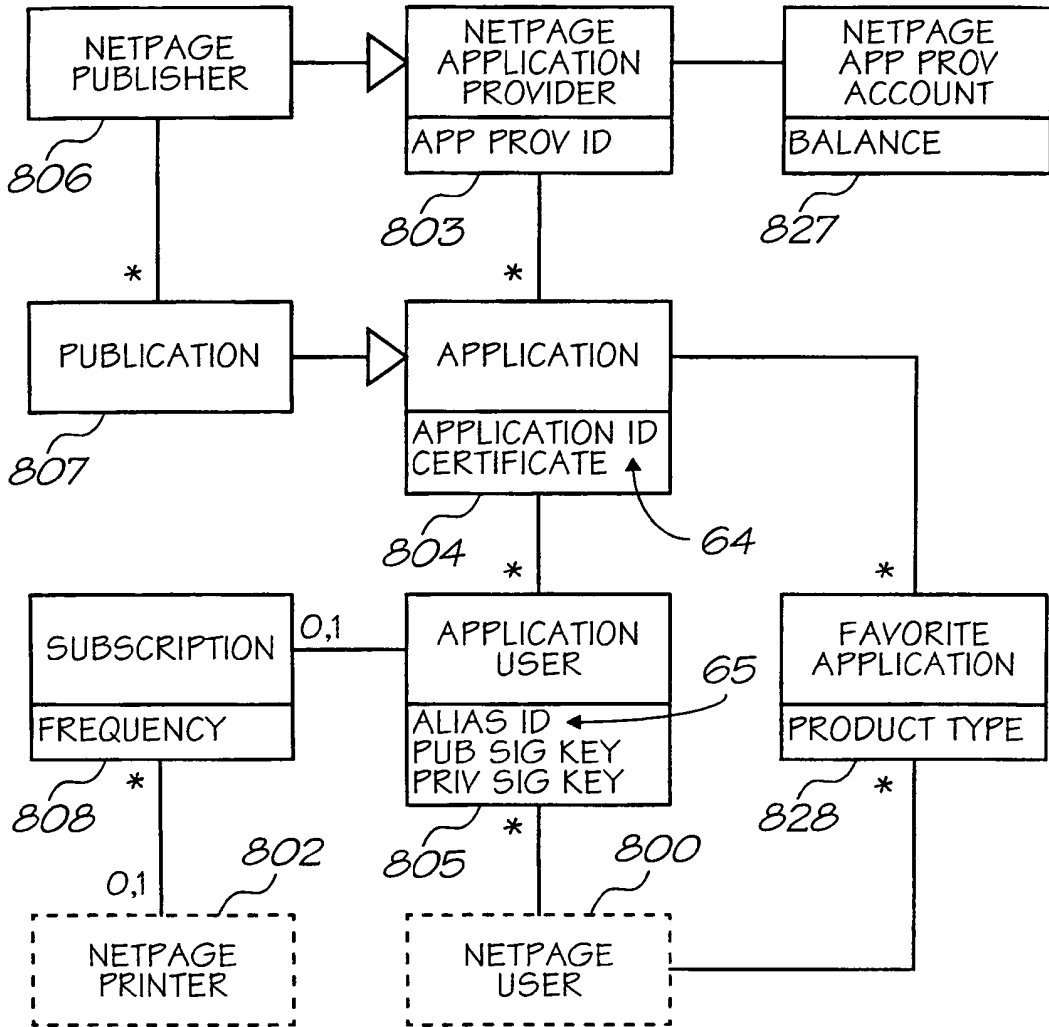 NETPAGE
PUBLISHER
NETPAGE
APPLICATION
PROVIDER
APP PROV ID
NETPAGE
APP PROV
ACCOUNT
BALANCE
806
803
827
*
*
PUBLICATION
APPLICATION
APPLICATION ID
CERTIFICATE
807
804
64
*
*
SUBSCRIPTION
FREQUENCY
0,1
APPLICATION
USER
ALIAS ID
PUB SIG KEY
PRIV SIG KEY
65
FAVORITE
APPLICATION
PRODUCT TYPE
808
*
805
*
828
*
802
800
0,1
NETPAGE
PRINTER
NETPAGE
USER